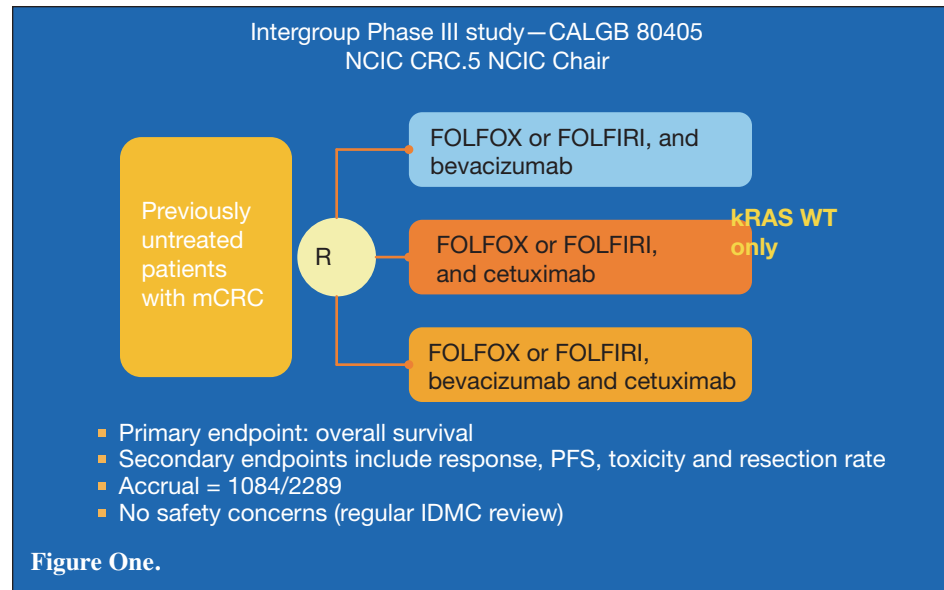 Intergroup Phase III study—CALGB 80405
NCIC CRC.5 NCIC Chair
Previously
untreated
patients
with mCRC
R
FOLFOX or FOLFIRI, and
bevacizumab
FOLFOX or FOLFIRI,
and cetuximab
kRAS WT
only
FOLFOX or FOLFIRI,
bevacizumab and cetuximab
▪ Primary endpoint: overall survival
▪ Secondary endpoints include response, PFS, toxicity and resection rate
▪ Accrual = 1084/2289
▪ No safety concerns (regular IDMC review)
Figure One.